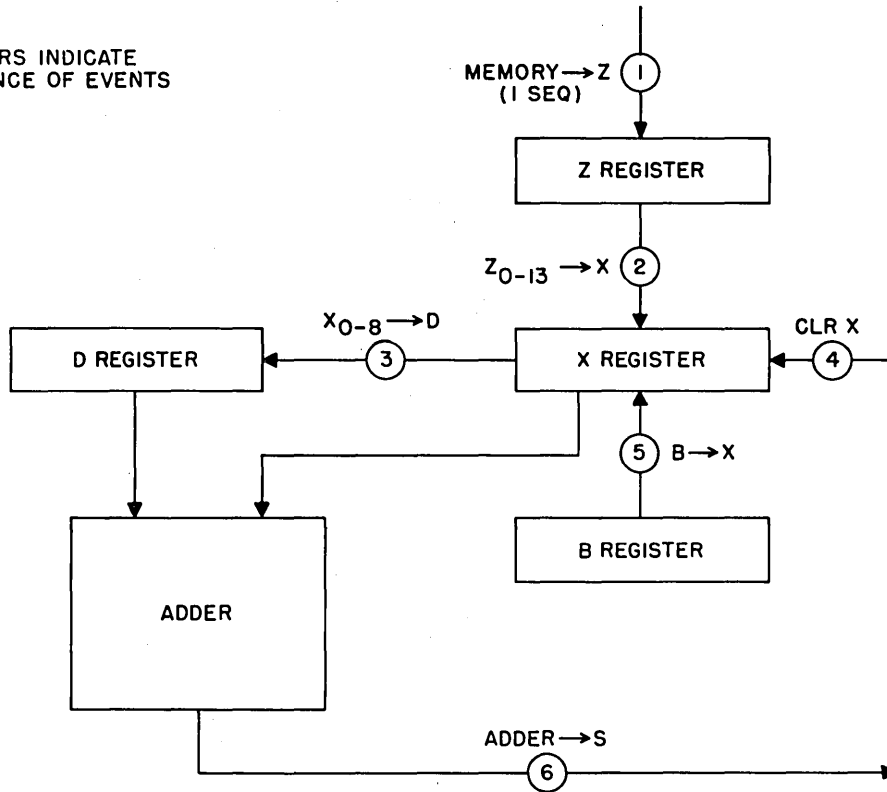 RS INDICATE
NCE OF EVENTS
MEMORY→Z 1
(1 SEQ)
Z REGISTER
Z0-13 →X 2
X0-8→D
3
CLR X
4
D REGISTER
X REGISTER
5 B→X
B REGISTER
ADDER
ADDER→S
6